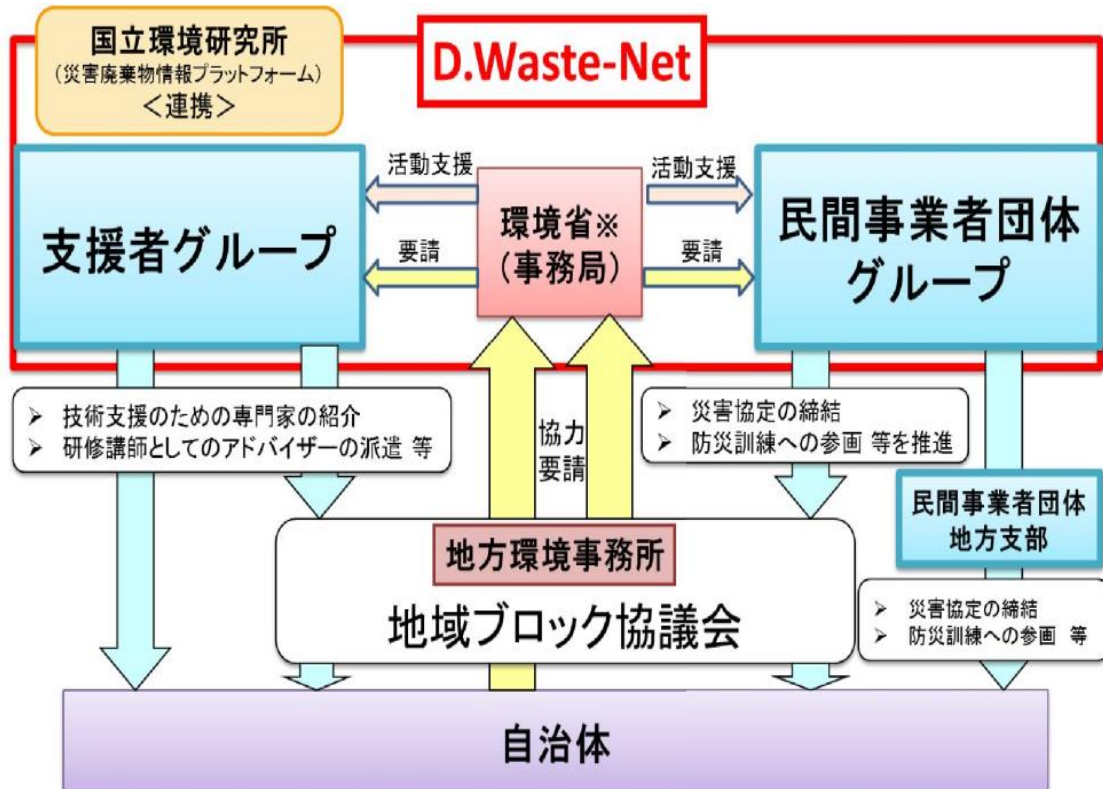 国立環境研究所
（災害廃棄物情報プラットフォーム）
＜連携＞
D.Waste-Net
支援者グループ
活動支援
要請
環境省※
（事務局）
活動支援
要請
民間事業者団体
グループ
➢ 技術支援のための専門家の紹介
➢ 研修講師としてのアドバイザーの派遣 等
協力
要請
➢ 災害協定の締結
➢ 防災訓練への参画 等を推進
民間事業者団体
地方支部
地方環境事務所
地域ブロック協議会
➢ 災害協定の締結
➢ 防災訓練への参画 等
自治体